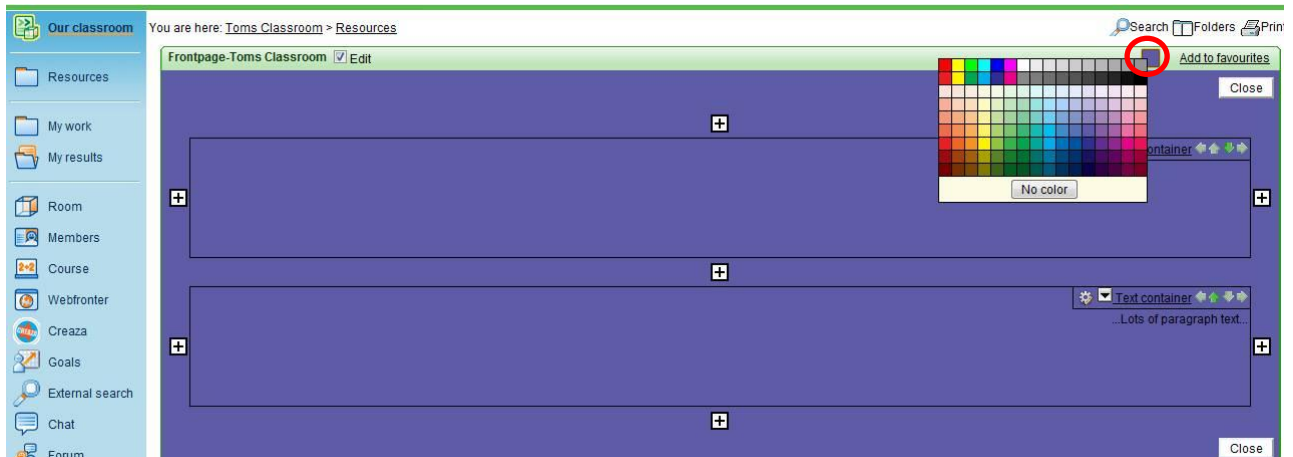 Our classroom
Resources
My work
My results
Room
Members
Course
Webfronter
Creaza
Goals
External search
Chat
Forum
You are here: Toms Classroom > Resources
Search Folders Print
Frontpage-Toms Classroom Edit
Add to favourites
Close
No color
ontainer
Text container
...Lots of paragraph text...
Close